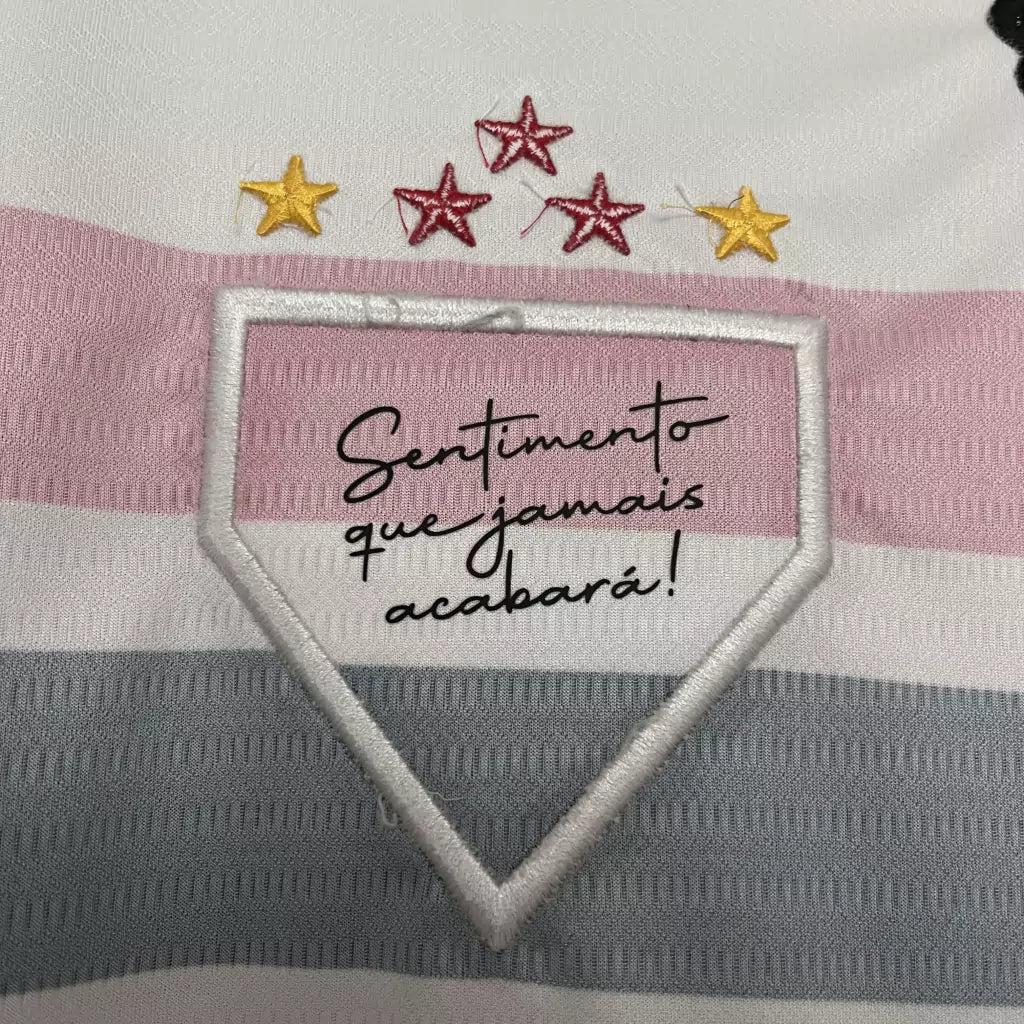 Sentimento
que jamais
acabará!